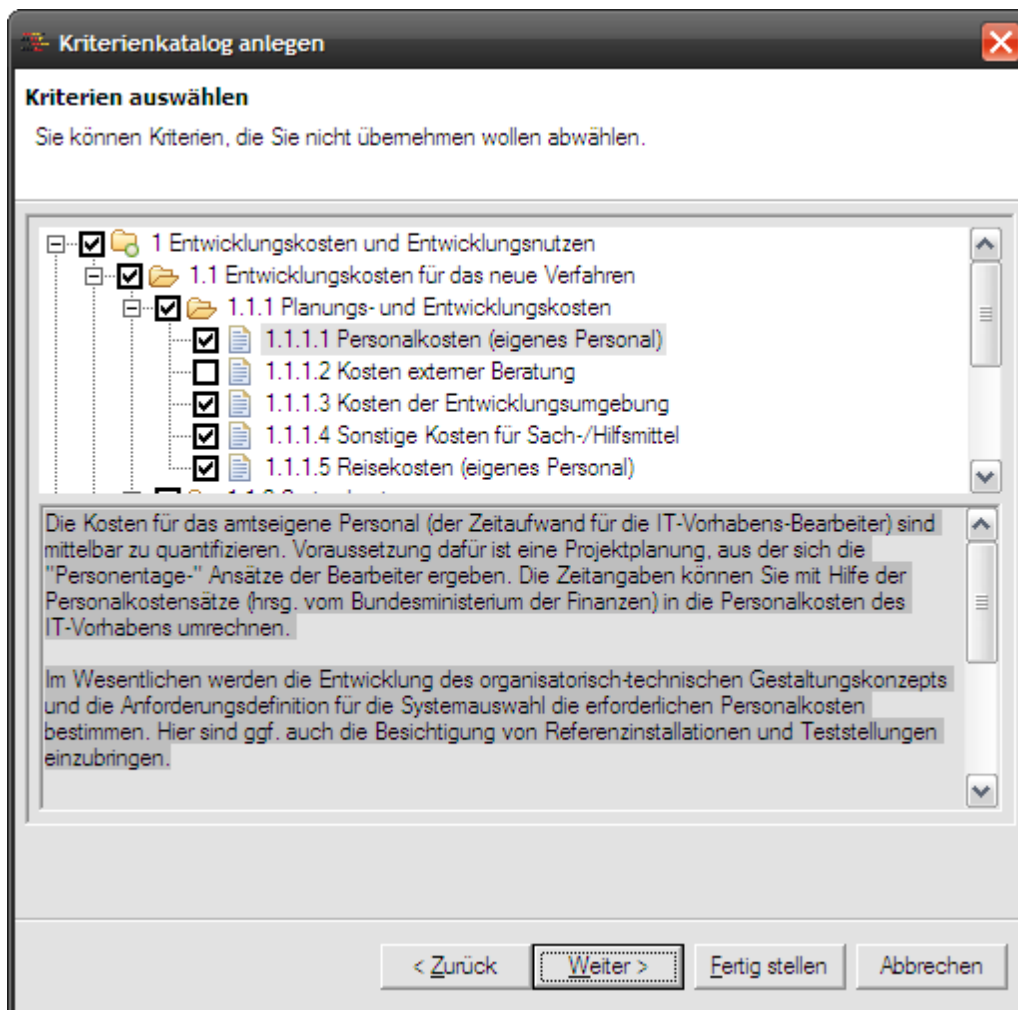 Kriterienkatalog anlegen
Kriterien auswählen
Sie können Kriterien, die Sie nicht übernehmen wollen abwählen.
1 Entwicklungskosten und Entwicklungsnutzen
1.1 Entwicklungskosten für das neue Verfahren
1.1.1 Planungs- und Entwicklungskosten
1.1.1.1 Personalkosten (eigenes Personal)
1.1.1.2 Kosten externer Beratung
1.1.1.3 Kosten der Entwicklungsumgebung
1.1.1.4 Sonstige Kosten für Sach-/Hilfsmittel
1.1.1.5 Reisekosten (eigenes Personal)
Die Kosten für das amtseigene Personal (der Zeitaufwand für die IT-Vorhabens-Bearbeiter) sind
mittelbar zu quantifizieren. Voraussetzung dafür ist eine Projektplanung, aus der sich die
"Personentage-" Ansätze der Bearbeiter ergeben. Die Zeitangaben können Sie mit Hilfe der
Personalkostensätze (hrsg. vom Bundesministerium der Finanzen) in die Personalkosten des
IT-Vorhabens umrechnen.
Im Wesentlichen werden die Entwicklung des organisatorisch-technischen Gestaltungskonzepts
und die Anforderungsdefinition für die Systemauswahl die erforderlichen Personalkosten
bestimmen. Hier sind ggf. auch die Besichtigung von Referenzinstallationen und Teststellungen
einzubringen.
< Zurück
Weiter >
Fertig stellen
Abbrechen